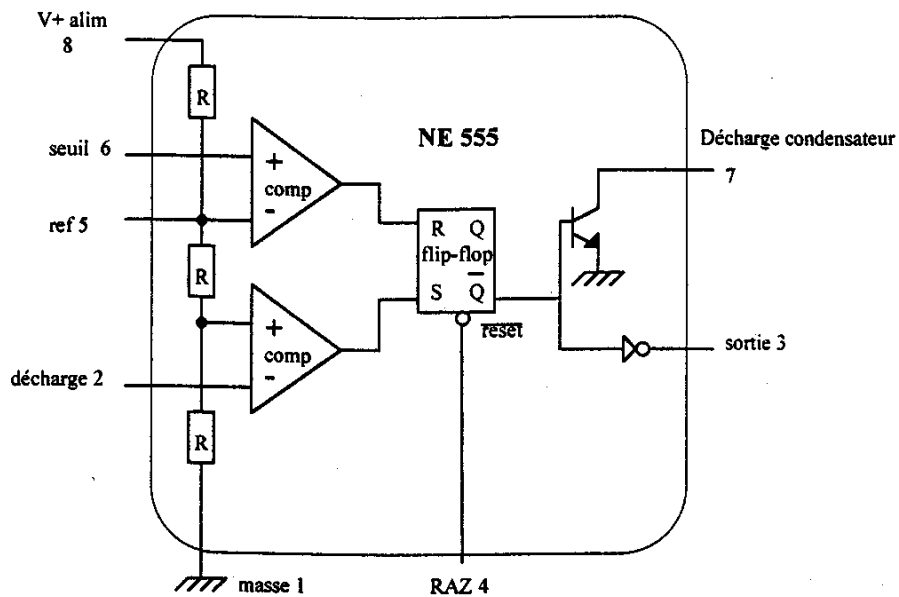 V+ alim
8
R
seuil 6
+
comp
-
NE 555
Décharge condensateur
7
ref 5
R Q
flip-flop
S Q̅
R
+
comp
-
reset
sortie 3
décharge 2
R
masse 1
RAZ 4